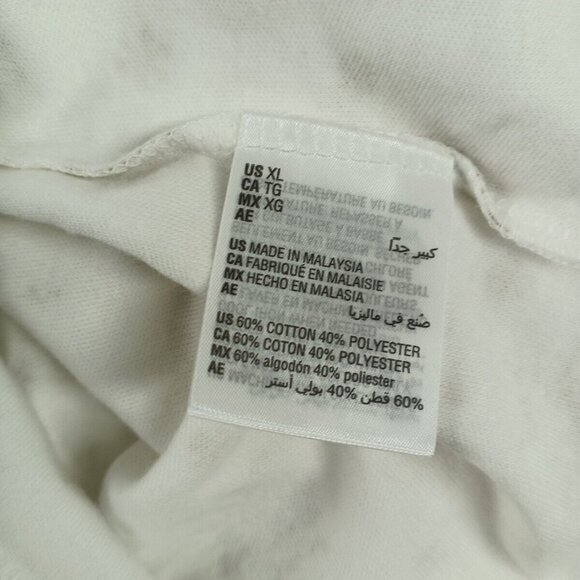 US XL
CA TG
MX XG
AE كبير جدًا
US MADE IN MALAYSIA
CA FABRIQUÉ EN MALAISIE
MX HECHO EN MALASIA
AE صُنع في ماليزيا
US 60% COTTON 40% POLYESTER
CA 60% COTON 40% POLYESTER
MX 60% algodón 40% poliester
AE 60% قطن %40 بولي أستر